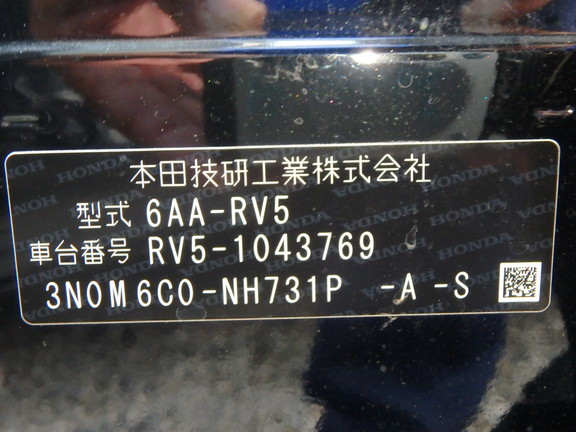 本田技研工業株式会社
型式 6AA-RV5
車台番号 RV5-1043769
3N0M6C0-NH731P -A -S